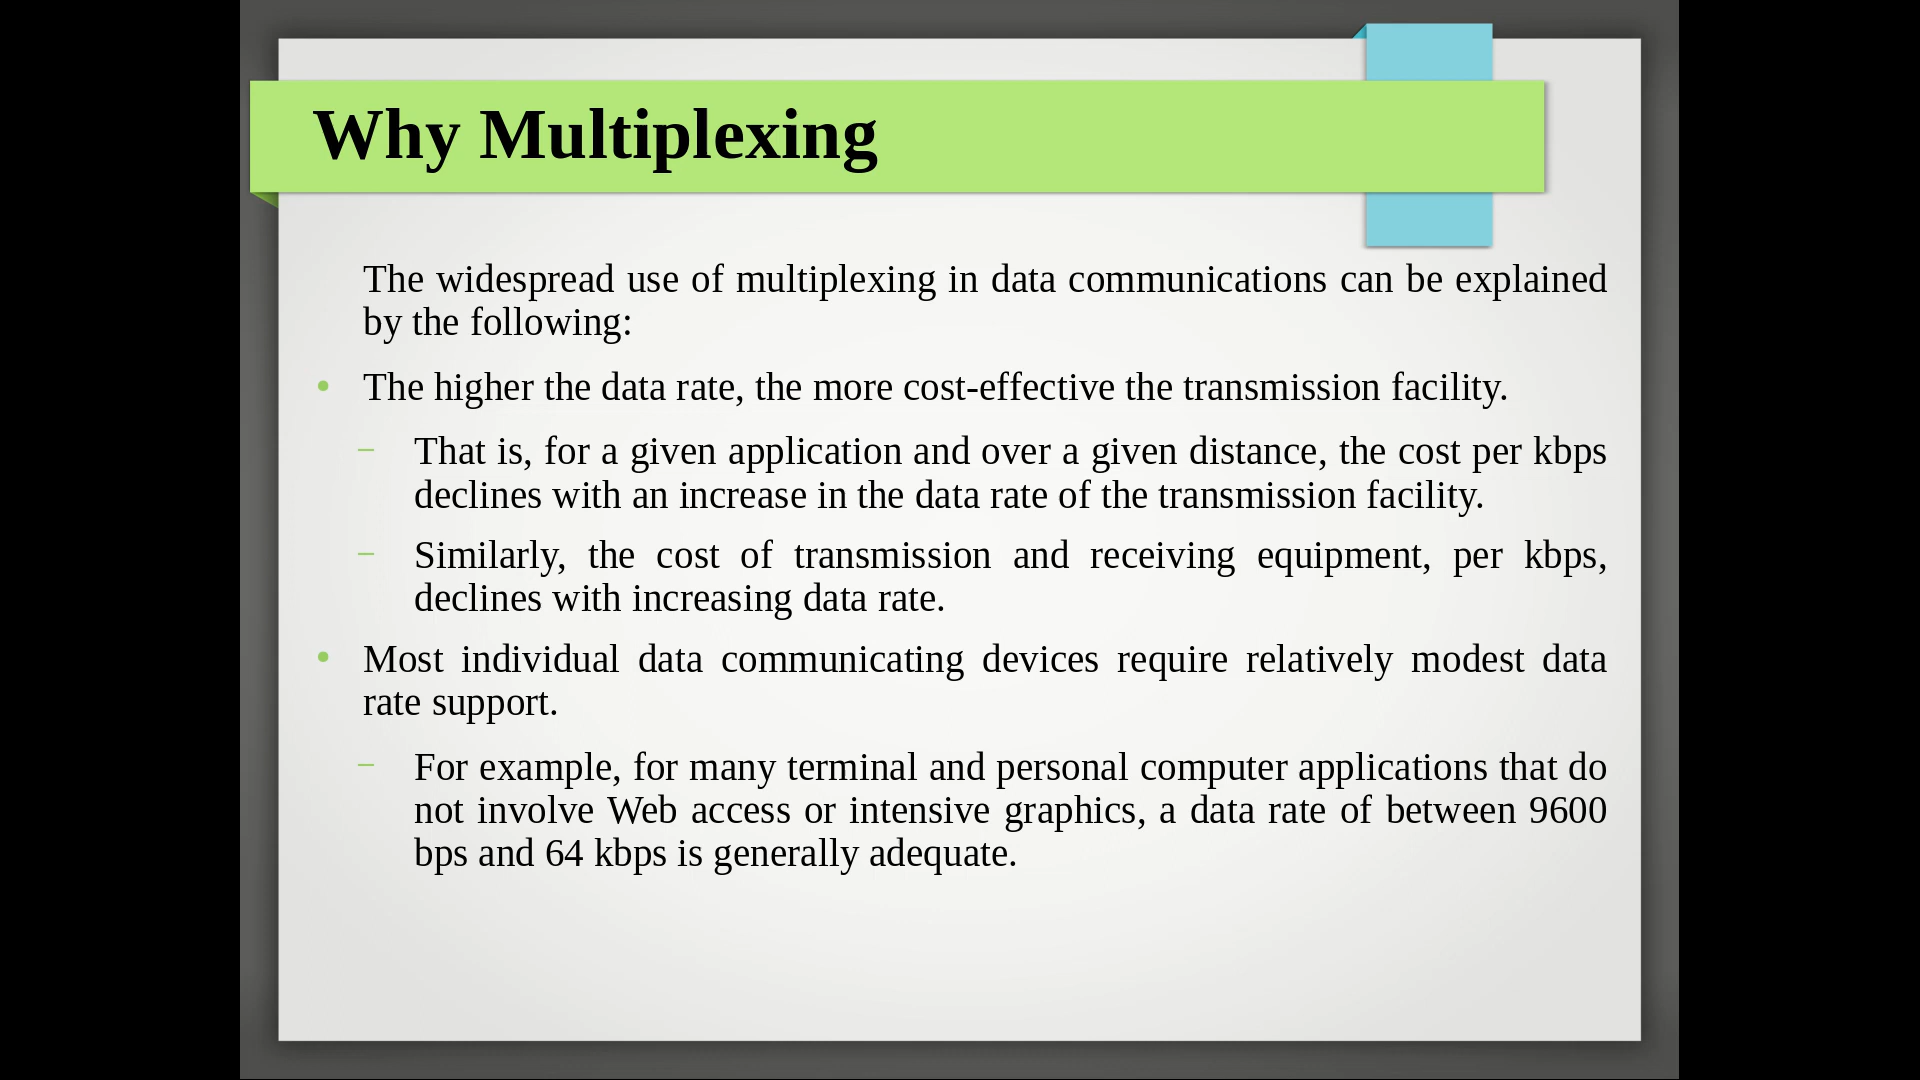 Why Multiplexing
The widespread use of multiplexing in data communications can be explained
by the following:
• The higher the data rate, the more cost-effective the transmission facility.
– That is, for a given application and over a given distance, the cost per kbps
declines with an increase in the data rate of the transmission facility.
– Similarly, the cost of transmission and receiving equipment, per kbps,
declines with increasing data rate.
• Most individual data communicating devices require relatively modest data
rate support.
– For example, for many terminal and personal computer applications that do
not involve Web access or intensive graphics, a data rate of between 9600
bps and 64 kbps is generally adequate.